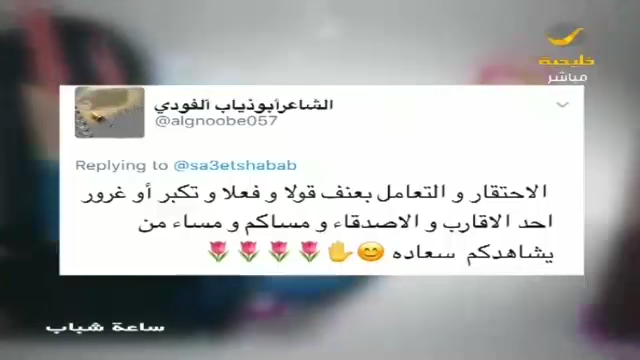 خليجية
مباشر
الشاعرأبوذياب ألفودي
@algnoobe057
Replying to @sa3etshabab
الاحتقار و التعامل بعنف قولا و فعلا و تكبر أو غرور
احد الاقارب و الاصدقاء و مساكم و مساء من
يشاهدكم سعاده 😊✋🌷🌷🌷🌷
ساعة شباب